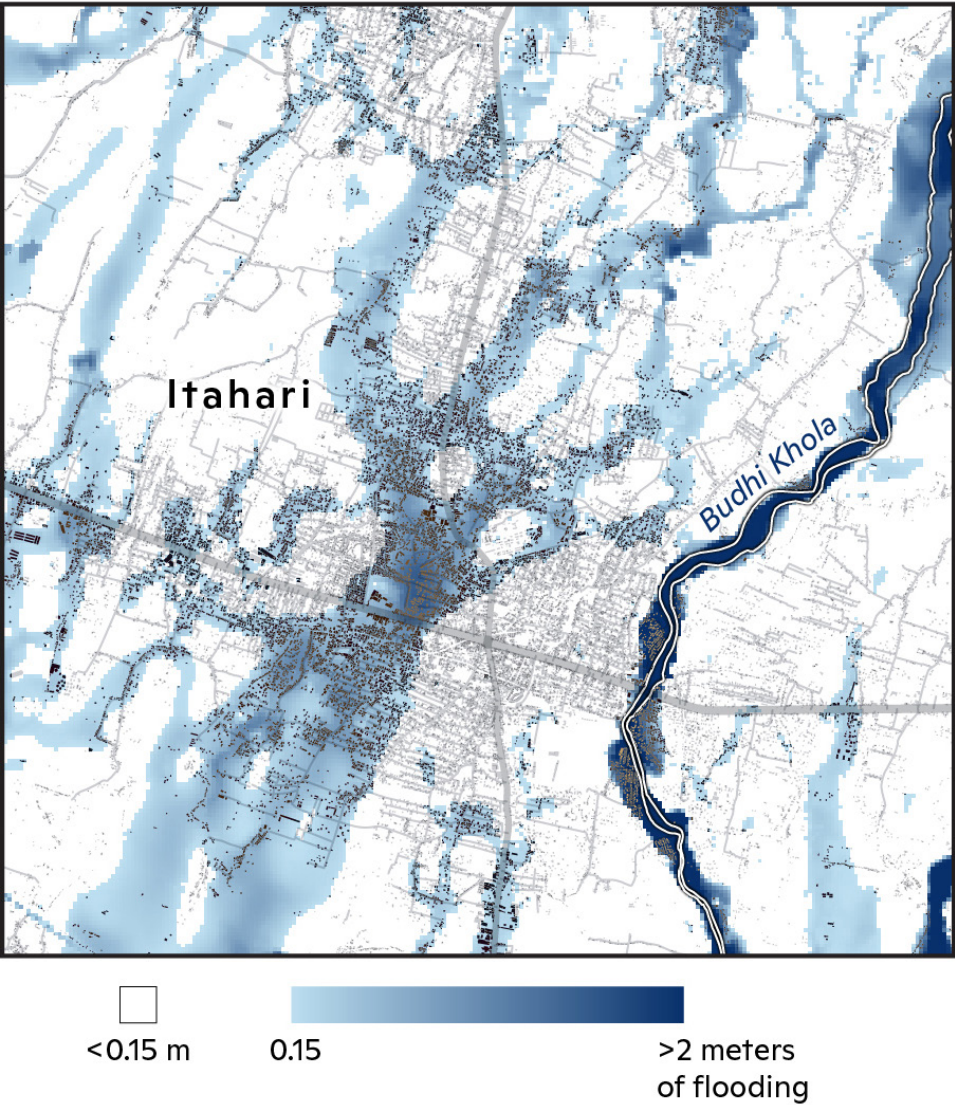 Itahari
Budhi Khola
<0.15 m
0.15
>2 meters
of flooding